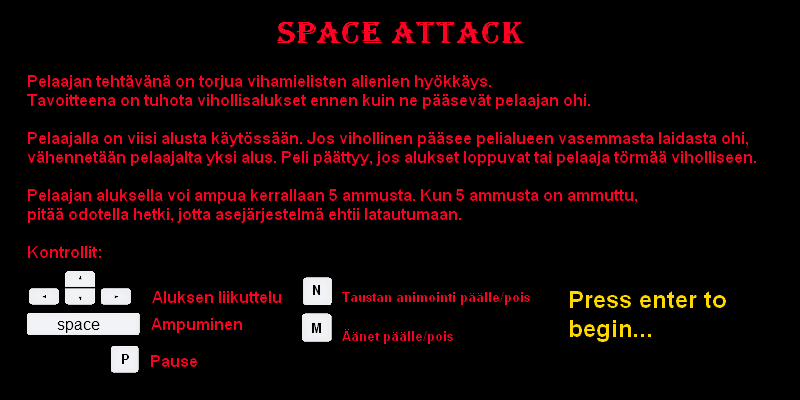 SPACE ATTACK
Pelaajan tehtävänä on torjua vihamielisten alienien hyökkäys.
Tavoitteena on tuhota vihollisalukset ennen kuin ne pääsevät pelaajan ohi.
Pelaajalla on viisi alusta käytössään. Jos vihollinen pääsee pelialueen vasemmasta laidasta ohi,
vähennetään pelaajalta yksi alus. Peli päättyy, jos alukset loppuvat tai pelaaja törmää viholliseen.
Pelaajan aluksella voi ampua kerrallaan 5 ammusta. Kun 5 ammusta on ammuttu,
pitää odotella hetki, jotta asejärjestelmä ehtii latautumaan.
Kontrollit:
Aluksen liikuttelu
space
Ampuminen
P
Pause
N
Taustan animointi päälle/pois
M
Äänet päälle/pois
Press enter to
begin...